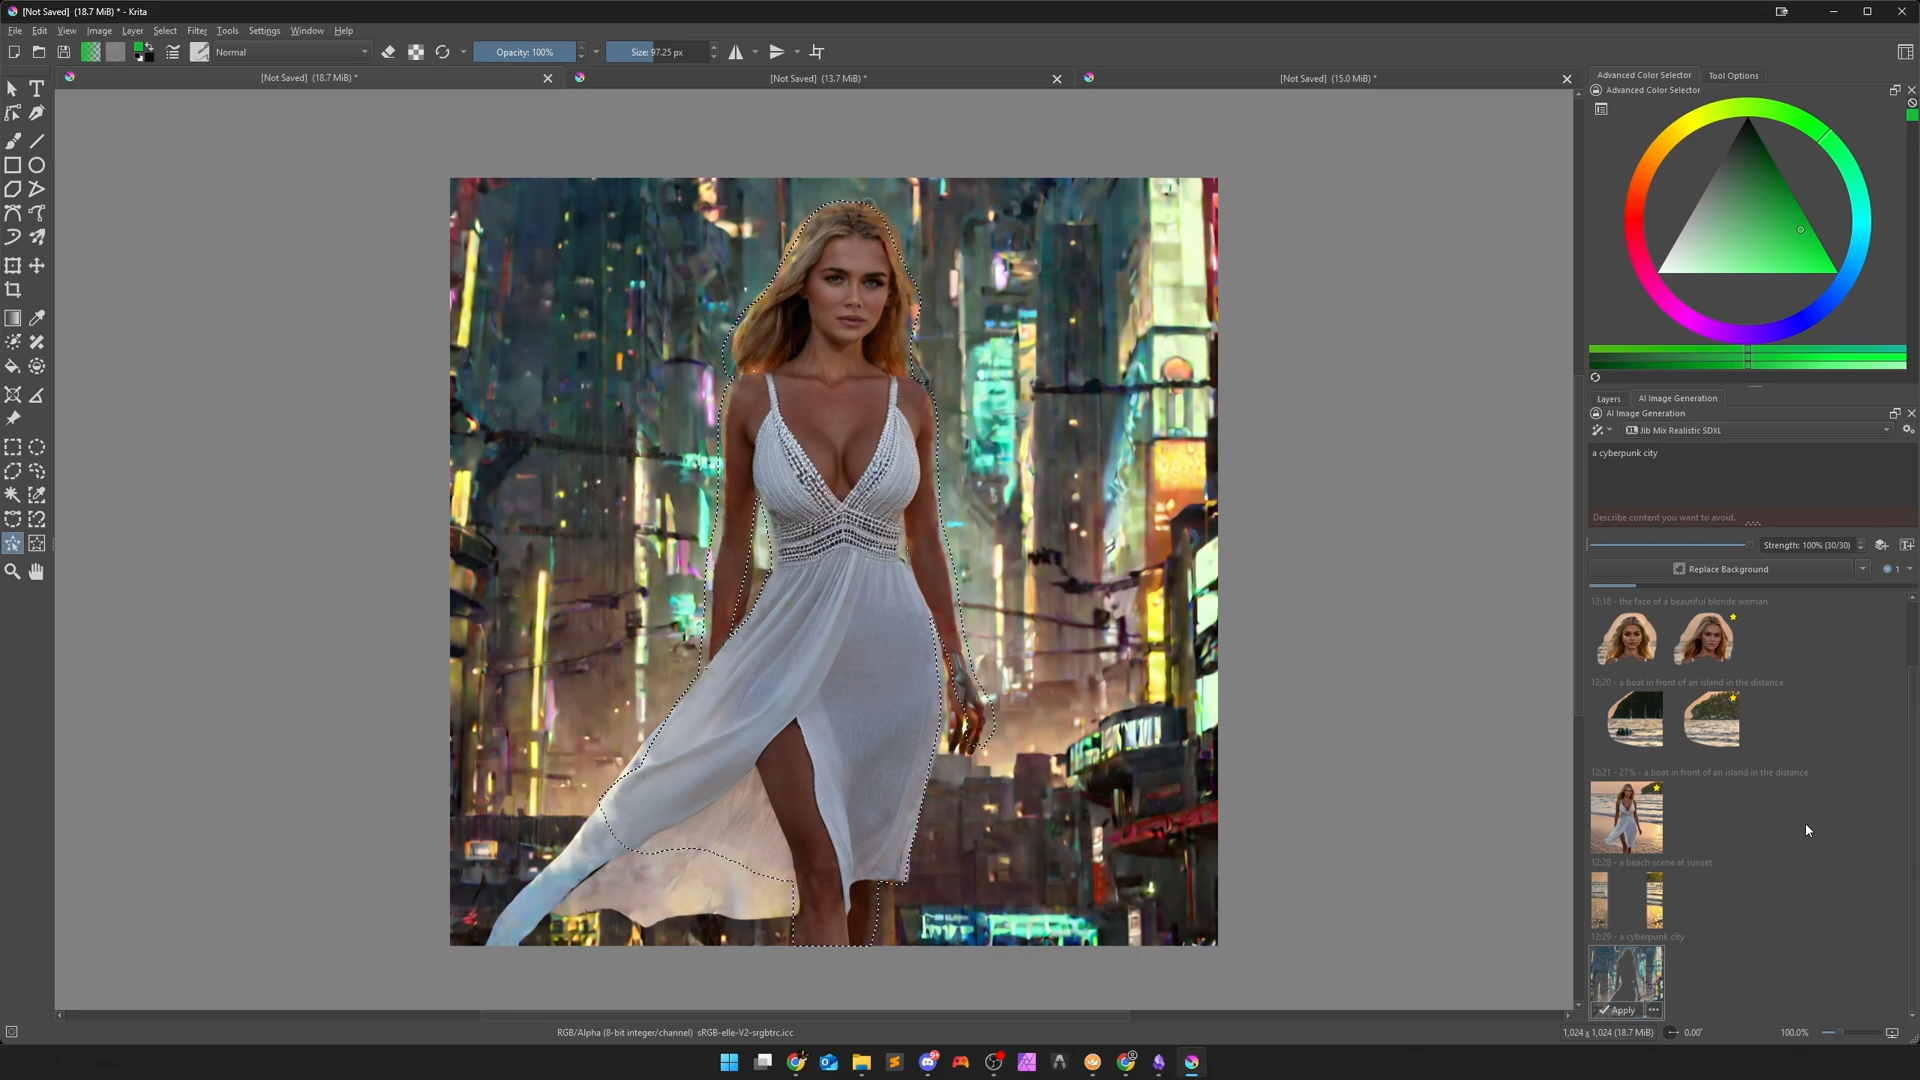 [Not Saved]  (18.7 MiB) * - Krita
File Edit View Image Layer Select Filter Tools Settings Window Help
Normal
Opacity: 100%
Size: 97.25 px
[Not Saved]  (18.7 MiB) *
[Not Saved]  (13.7 MiB) *
[Not Saved]  (15.0 MiB) *
Advanced Color Selector
Tool Options
Advanced Color Selector
Layers
AI Image Generation
AI Image Generation
XL Jib Mix Realistic SDXL
a cyberpunk city
Describe content you want to avoid.
Strength: 100% (30/30)
Replace Background
1
12:18 - the face of a beautiful blonde woman
12:20 - a boat in front of an island in the distance
12:21 - 27% - a boat in front of an island in the distance
12:28 - a beach scene at sunset
12:29 - a cyberpunk city
Apply
RGB/Alpha (8-bit integer/channel)  sRGB-elle-V2-srgbtrc.icc
1,024 x 1,024 (18.7 MiB)
0.00°
100.0%